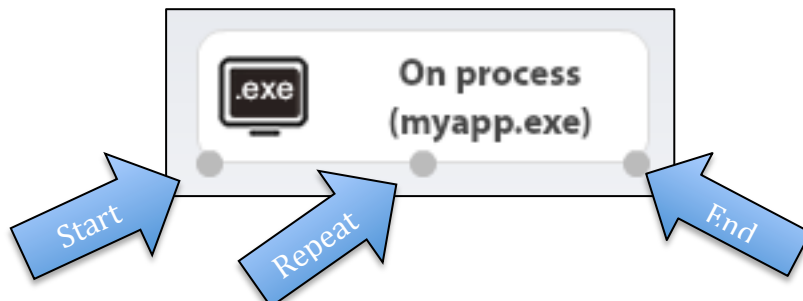 .exe
On process
(myapp.exe)
Start
Repeat
End